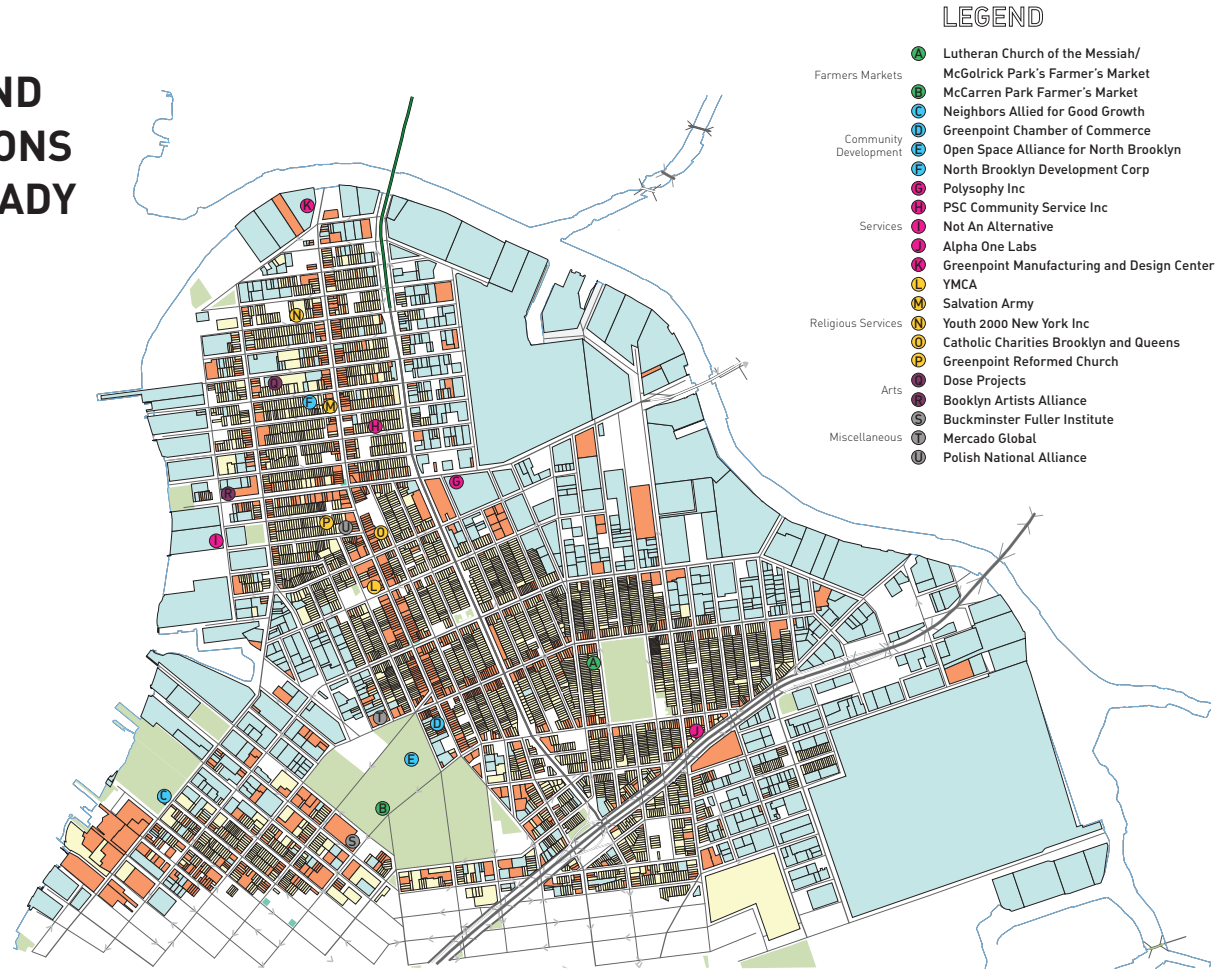 LEGEND
ND
ONS
ADY
Farmers Markets
A Lutheran Church of the Messiah/
McGolrick Park's Farmer's Market
B McCarren Park Farmer's Market
Community
Development
C Neighbors Allied for Good Growth
D Greenpoint Chamber of Commerce
E Open Space Alliance for North Brooklyn
F North Brooklyn Development Corp
Services
G Polysophy Inc
H PSC Community Service Inc
I Not An Alternative
J Alpha One Labs
K Greenpoint Manufacturing and Design Center
Religious Services
L YMCA
M Salvation Army
N Youth 2000 New York Inc
O Catholic Charities Brooklyn and Queens
P Greenpoint Reformed Church
Arts
Q Dose Projects
R Booklyn Artists Alliance
Miscellaneous
S Buckminster Fuller Institute
T Mercado Global
U Polish National Alliance
K
N
Q
F
M
H
G
R
I
P
U
O
L
A
T
D
J
E
C
B
S